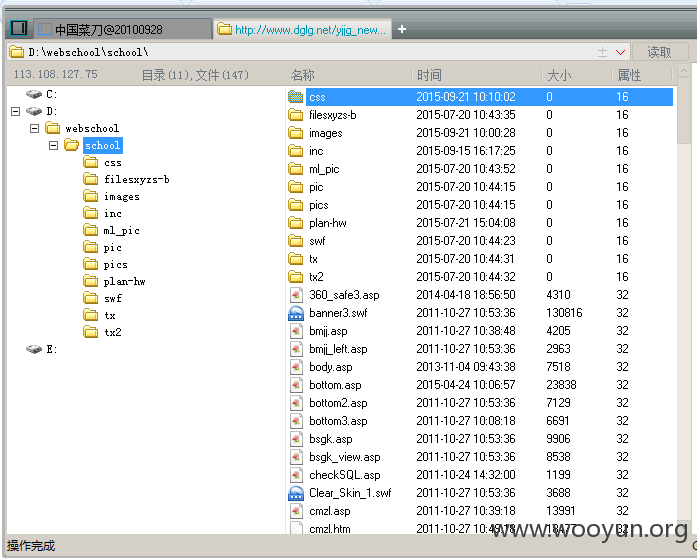 中国菜刀@20100928
http://www.dglg.net/yjjg_new...
+
D:\webschool\school\
读取
113.108.127.75 目录(11),文件(147) 名称 时间 大小 属性
C:
D:
webschool
school
css
filesxyzs-b
images
inc
ml_pic
pic
pics
plan-hw
swf
tx
tx2
E:
css 2015-09-21 10:10:02 0 16
filesxyzs-b 2015-07-20 10:43:35 0 16
images 2015-09-21 10:00:28 0 16
inc 2015-09-15 16:17:25 0 16
ml_pic 2015-07-20 10:43:52 0 16
pic 2015-07-20 10:44:15 0 16
pics 2015-07-20 10:44:15 0 16
plan-hw 2015-07-21 15:04:08 0 16
swf 2015-07-20 10:44:23 0 16
tx 2015-07-20 10:44:31 0 16
tx2 2015-07-20 10:44:32 0 16
360_safe3.asp 2014-04-18 18:56:50 4310 32
banner3.swf 2011-10-27 10:53:36 130816 32
bmjj.asp 2011-10-27 10:38:48 4205 32
bmjj_left.asp 2011-10-27 10:53:36 2963 32
body.asp 2013-11-04 09:43:38 7518 32
bottom.asp 2015-04-24 10:06:57 23838 32
bottom2.asp 2011-10-27 10:53:36 7129 32
bottom3.asp 2011-10-27 10:08:18 6691 32
bsgk.asp 2011-10-27 10:53:36 9906 32
bsgk_view.asp 2011-10-27 10:53:36 8538 32
checkSQL.asp 2011-10-24 14:32:00 1199 32
Clear_Skin_1.swf 2011-10-27 10:53:36 3688 32
cmzl.asp 2011-10-27 10:39:18 13991 32
cmzl.htm 2011-10-27
www.wooyun.org
操作完成